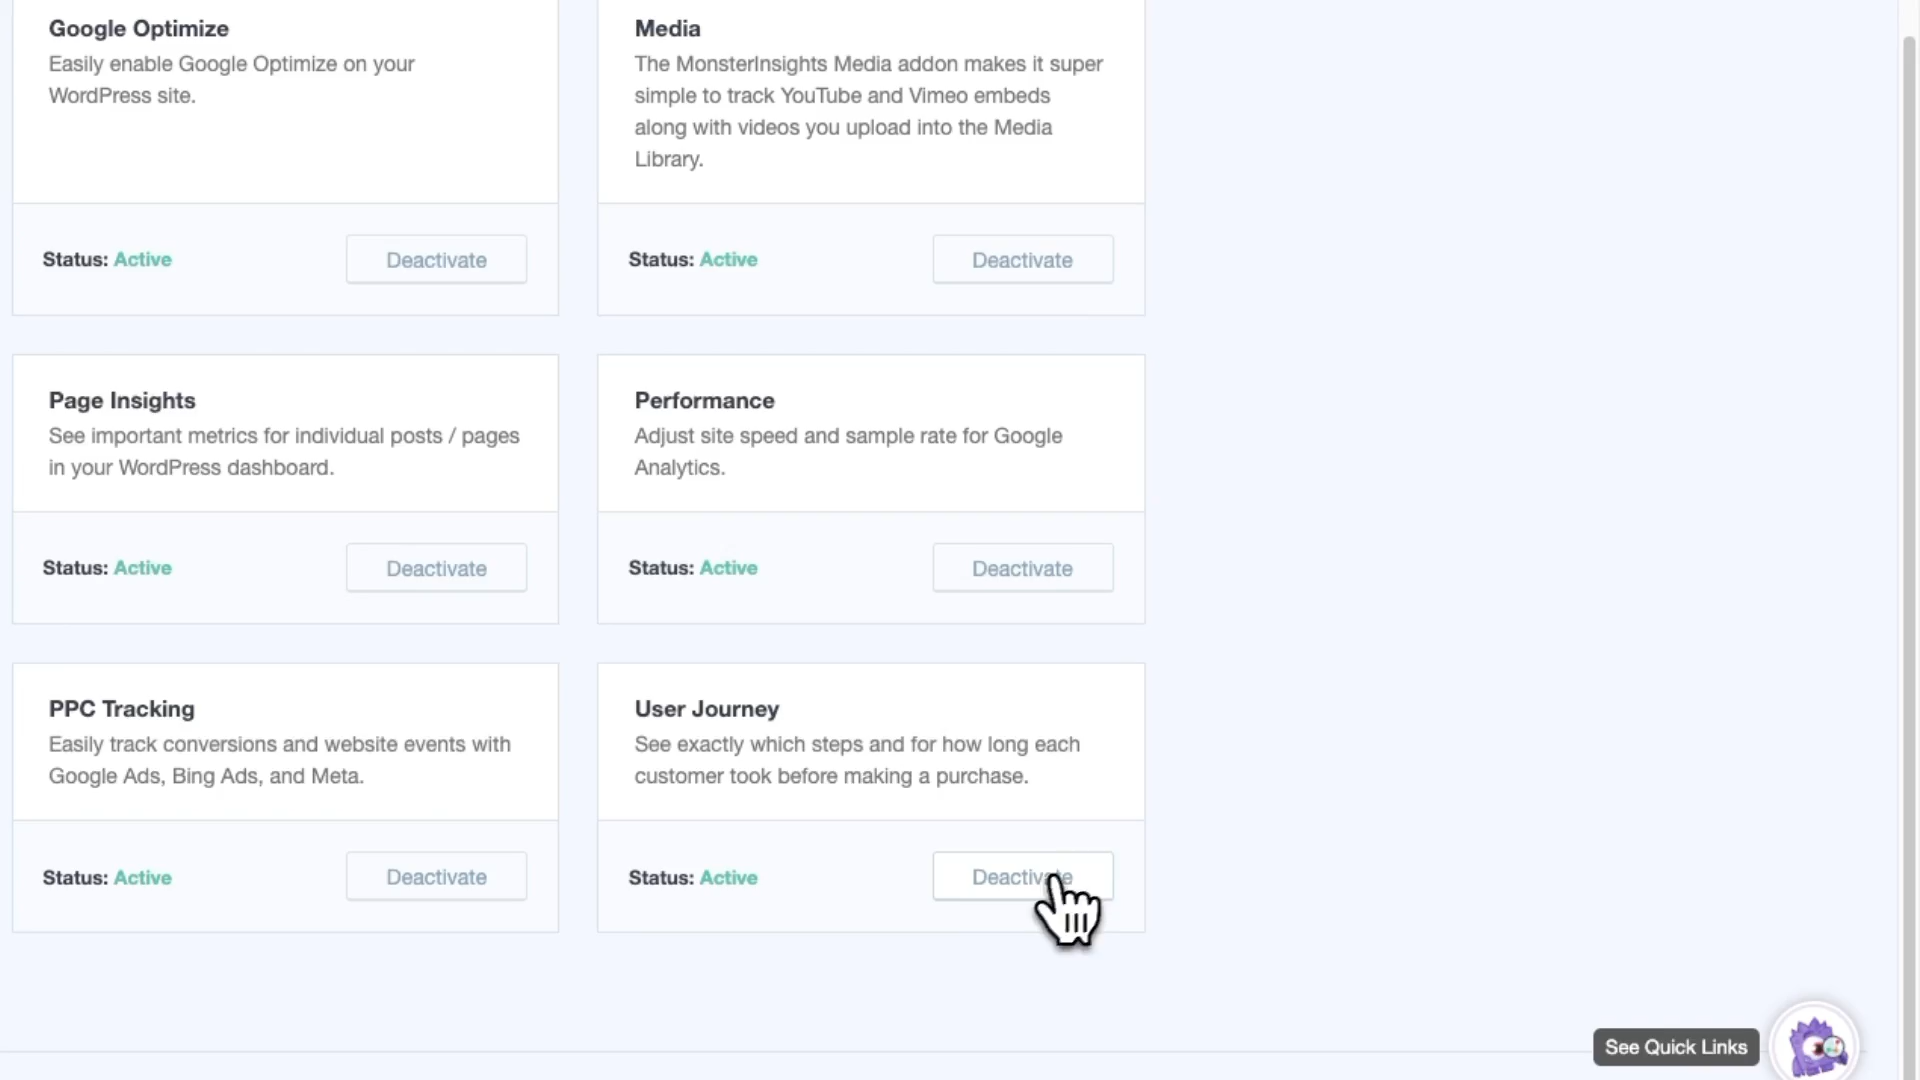 Google Optimize
Easily enable Google Optimize on your
WordPress site.
Status: Active
Deactivate
Media
The MonsterInsights Media addon makes it super
simple to track YouTube and Vimeo embeds
along with videos you upload into the Media
Library.
Status: Active
Deactivate
Page Insights
See important metrics for individual posts / pages
in your WordPress dashboard.
Status: Active
Deactivate
Performance
Adjust site speed and sample rate for Google
Analytics.
Status: Active
Deactivate
PPC Tracking
Easily track conversions and website events with
Google Ads, Bing Ads, and Meta.
Status: Active
Deactivate
User Journey
See exactly which steps and for how long each
customer took before making a purchase.
Status: Active
Deactivate
See Quick Links